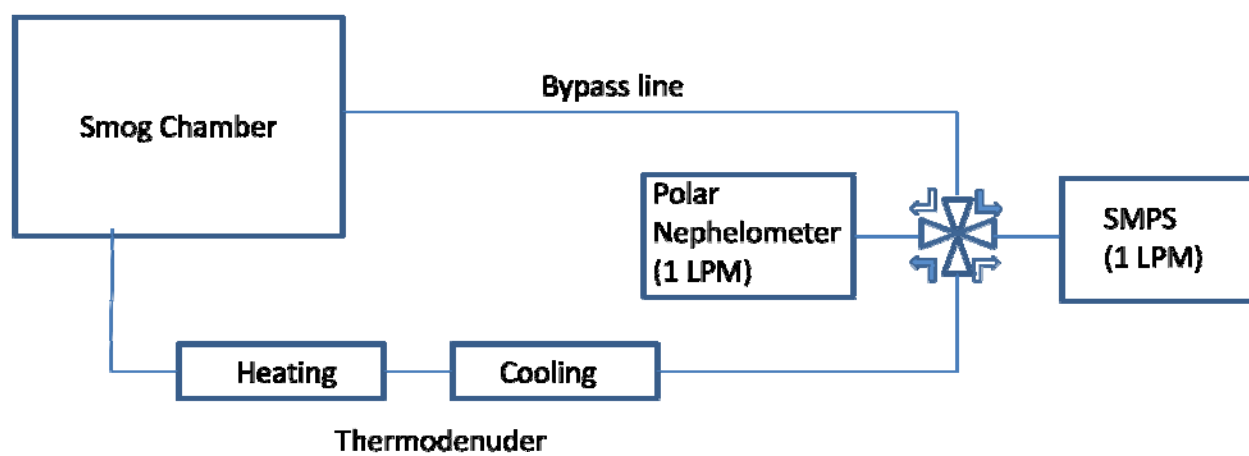 Smog Chamber
Bypass line
Polar
Nephelometer
(1 LPM)
SMPS
(1 LPM)
Heating
Cooling
Thermodenuder